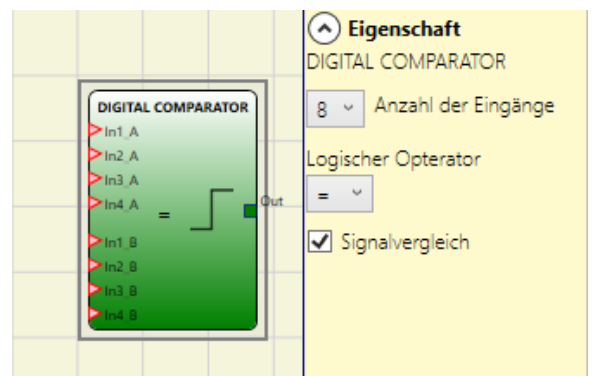 DIGITAL COMPARATOR
In1_A
In2_A
In3_A
In4_A
=
Out
In1_B
In2_B
In3_B
In4_B
Eigenschaft
DIGITAL COMPARATOR
8 Anzahl der Eingänge
Logischer Opterator
=
Signalvergleich